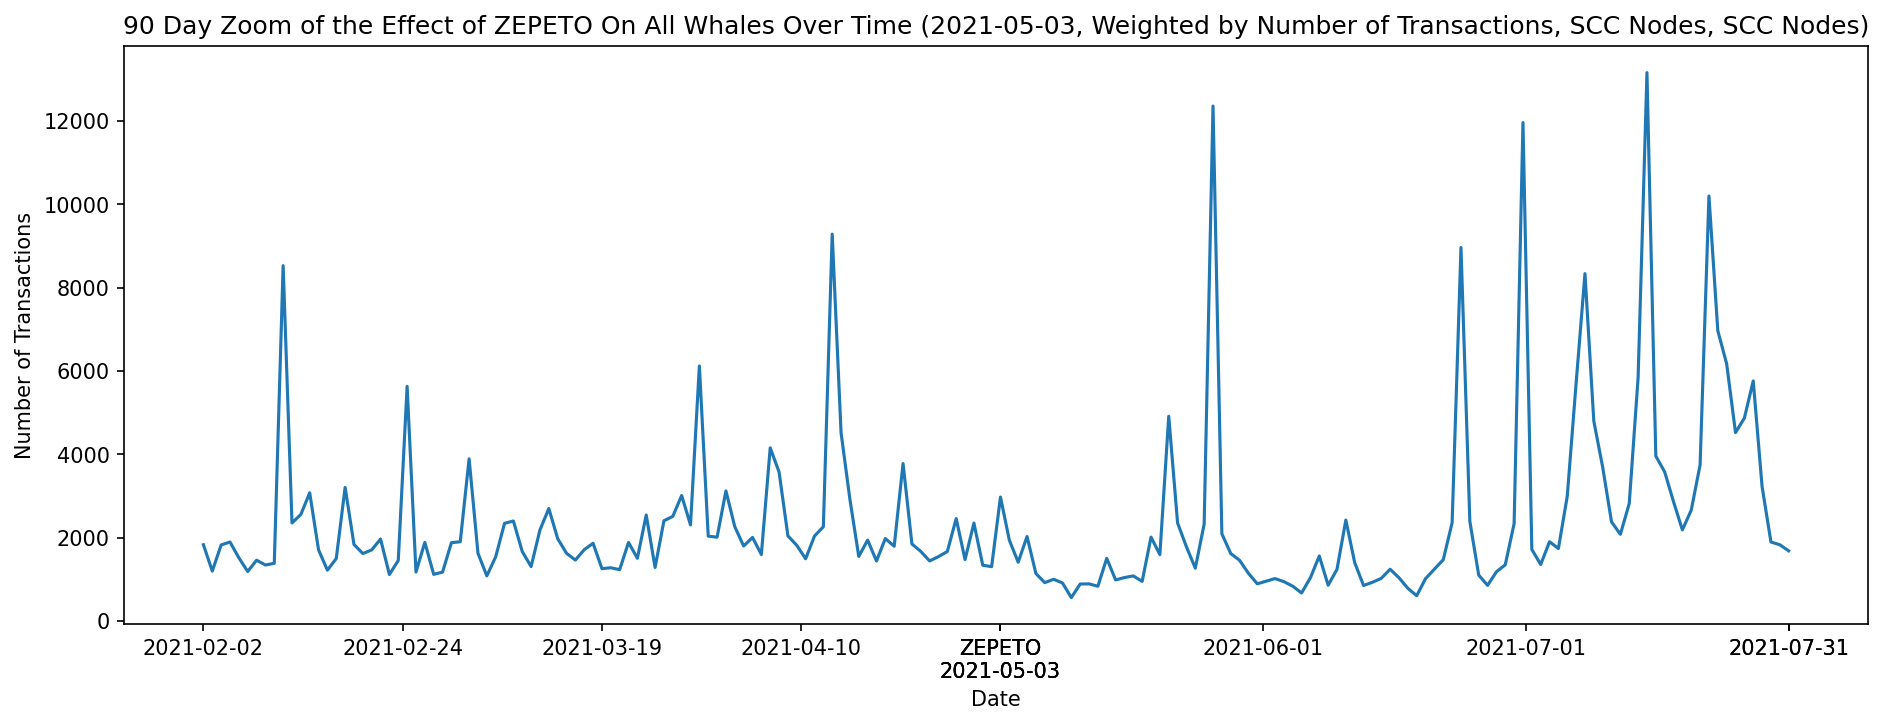 90 Day Zoom of the Effect of ZEPETO On All Whales Over Time (2021-05-03, Weighted by Number of Transactions, SCC Nodes, SCC Nodes)
Number of Transactions
12000
10000
8000
6000
4000
2000
0
2021-02-02 2021-02-24 2021-03-19 2021-04-10 ZEPETO 2021-06-01 2021-07-01 2021-07-31
2021-05-03
Date